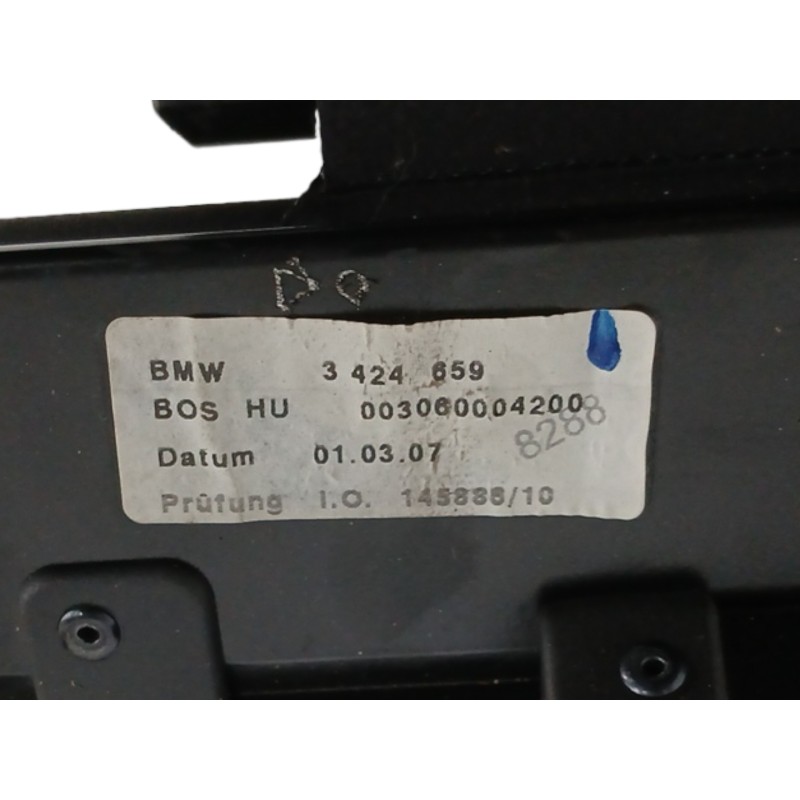 BMW 3 424 659
BOS HU 003060004200
8288
Datum 01.03.07
Prüfung I.O. 145886/10